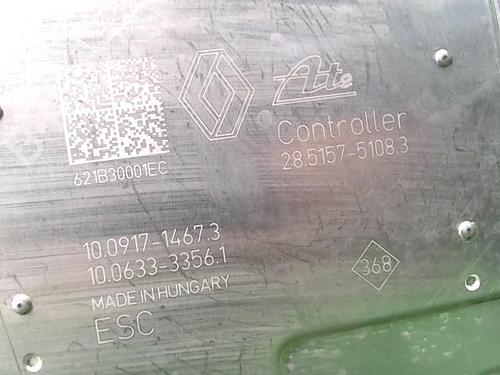 Ate
Controller
28.5157-5108.3
621B30001EC
10.0917-1467.3
10.0633-3356.1
MADE IN HUNGARY
ESC
368